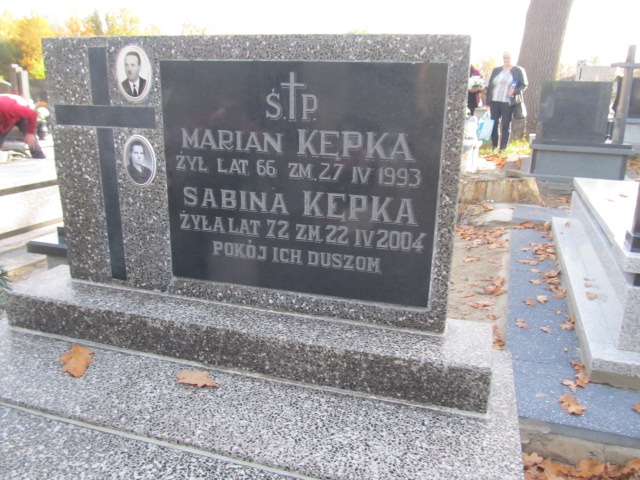 Ś.†P.
MARIAN KĘPKA
ŻYŁ LAT 66 ZM. 27 IV 1993
SABINA KĘPKA
ŻYŁA LAT 72 ZM 22 IV 2004
POKÓJ ICH DUSZOM